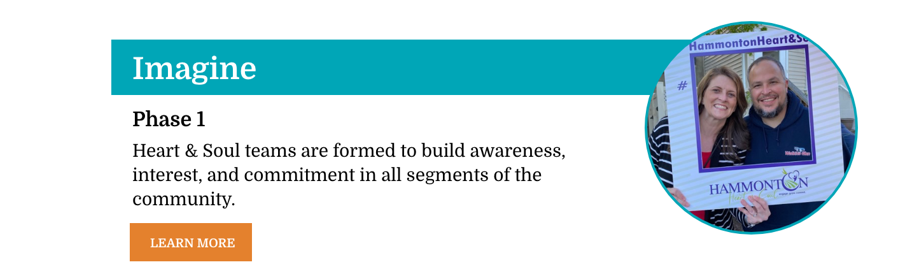 Imagine
Phase 1
Heart & Soul teams are formed to build awareness,
interest, and commitment in all segments of the
community.
LEARN MORE
HammontonHeart&So
#
HAMMONTON